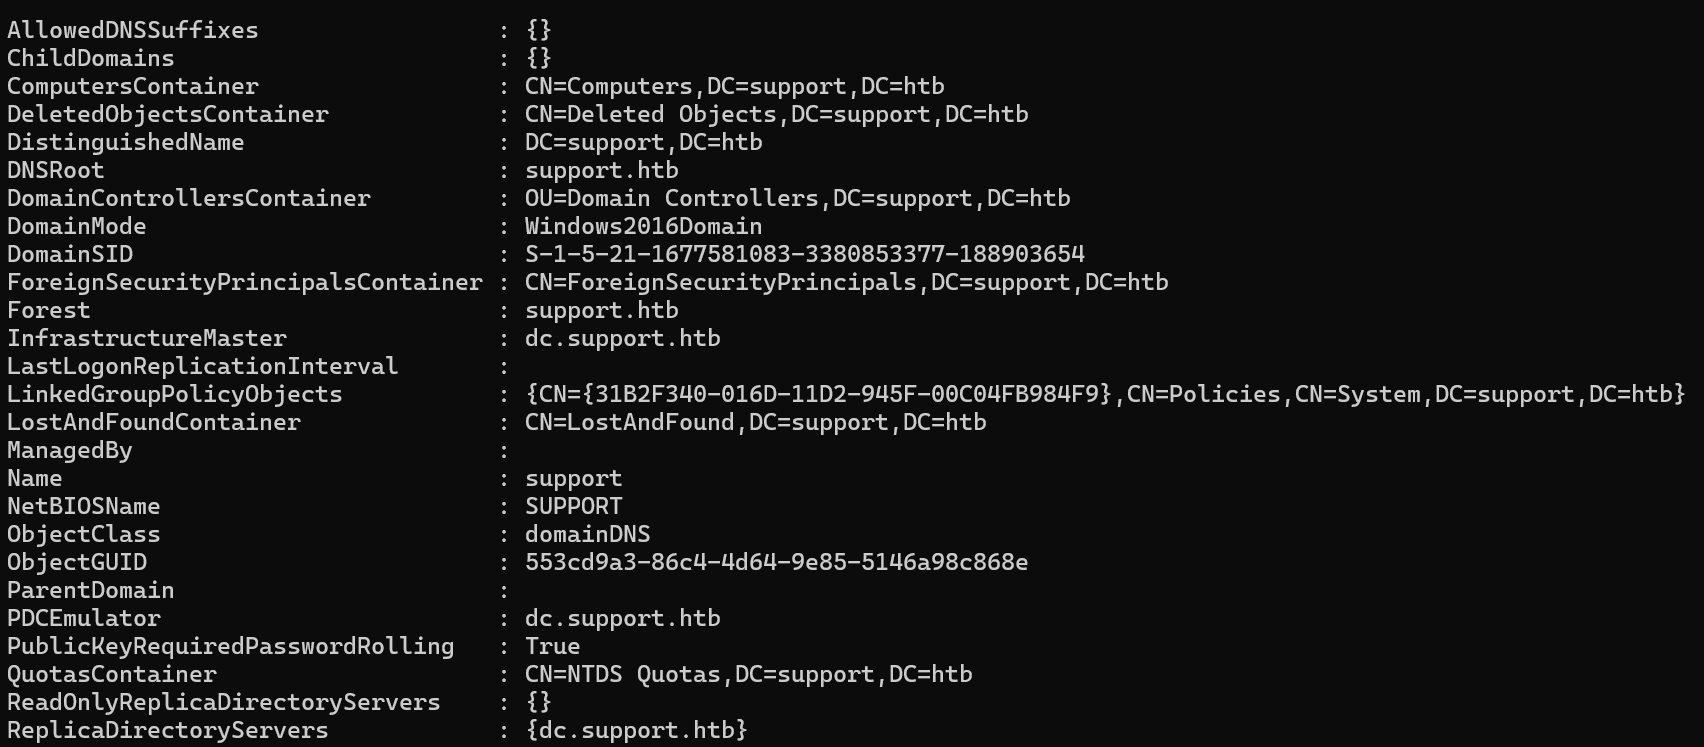 AllowedDNSSuffixes                 : {}
ChildDomains                       : {}
ComputersContainer                 : CN=Computers,DC=support,DC=htb
DeletedObjectsContainer            : CN=Deleted Objects,DC=support,DC=htb
DistinguishedName                  : DC=support,DC=htb
DNSRoot                            : support.htb
DomainControllersContainer         : OU=Domain Controllers,DC=support,DC=htb
DomainMode                         : Windows2016Domain
DomainSID                          : S-1-5-21-1677581083-3380853377-188903654
ForeignSecurityPrincipalsContainer : CN=ForeignSecurityPrincipals,DC=support,DC=htb
Forest                             : support.htb
InfrastructureMaster               : dc.support.htb
LastLogonReplicationInterval       :
LinkedGroupPolicyObjects           : {CN={31B2F340-016D-11D2-945F-00C04FB984F9},CN=Policies,CN=System,DC=support,DC=htb}
LostAndFoundContainer              : CN=LostAndFound,DC=support,DC=htb
ManagedBy                          :
Name                               : support
NetBIOSName                        : SUPPORT
ObjectClass                        : domainDNS
ObjectGUID                         : 553cd9a3-86c4-4d64-9e85-5146a98c868e
ParentDomain                       :
PDCEmulator                        : dc.support.htb
PublicKeyRequiredPasswordRolling   : True
QuotasContainer                    : CN=NTDS Quotas,DC=support,DC=htb
ReadOnlyReplicaDirectoryServers    : {}
ReplicaDirectoryServers            : {dc.support.htb}